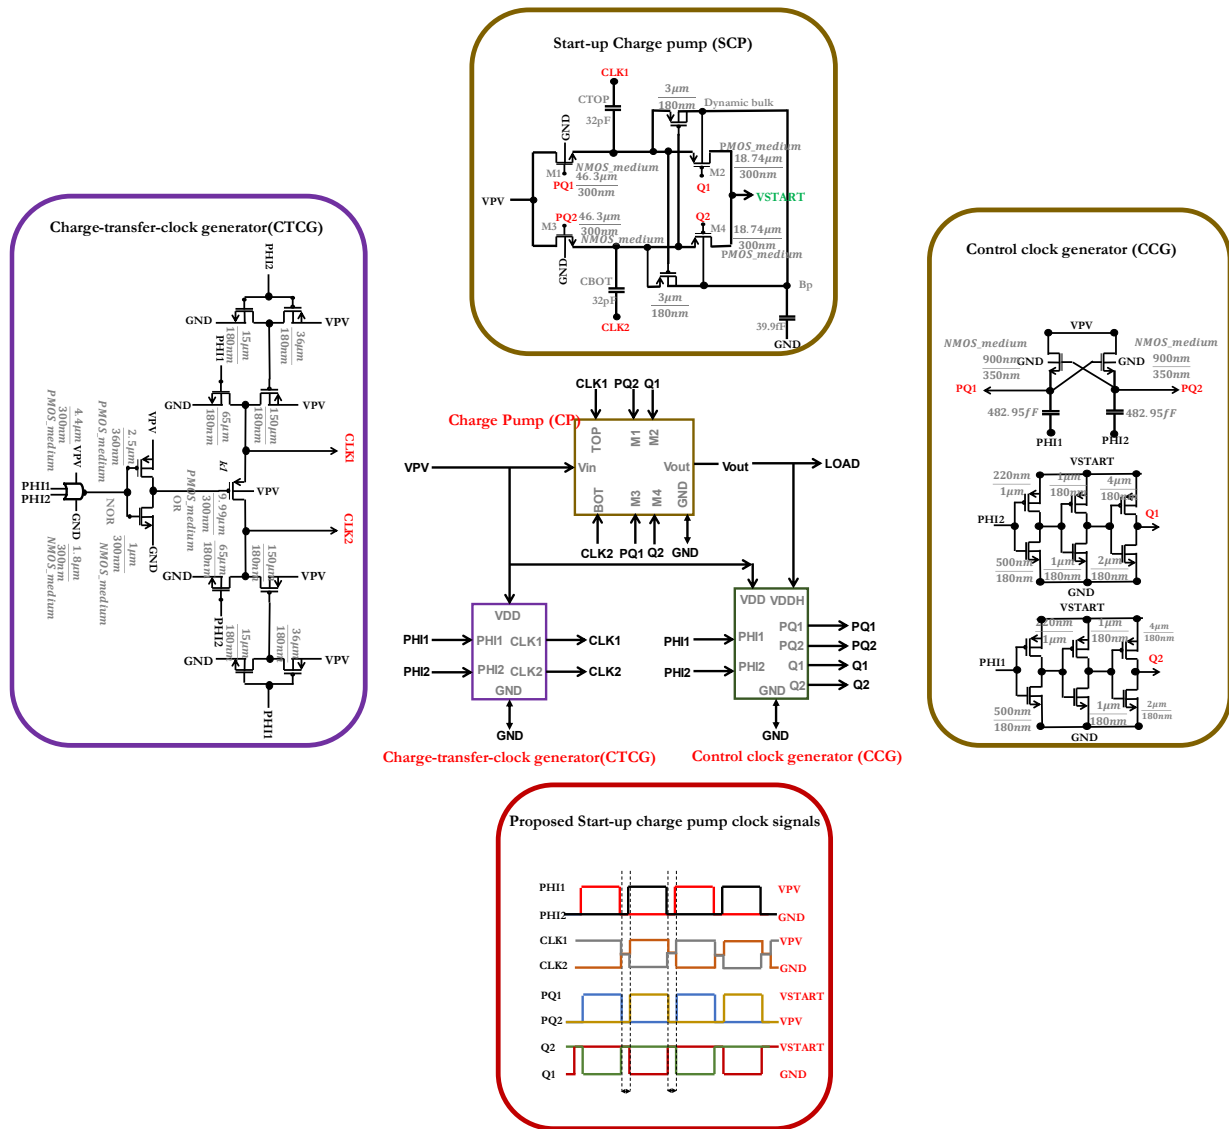 Start-up Charge pump (SCP)
CLK1
CTOP
32pF
3μm
180nm
Dynamic bulk
GND
M1
PQ1
NMOS_medium
46.3μm
300nm
PMOS_medium
18.74μm
300nm
M2
Q1
VPV
VSTART
PQ2
M3
46.3μm
300nm
NMOS_medium
GND
Q2
M4
18.74μm
300nm
PMOS_medium
CBOT
32pF
CLK2
3μm
180nm
Bp
39.9fF
GND
Charge-transfer-clock generator(CTCG)
PHI2
GND
VPV
15μm
180nm
36μm
180nm
PHI1
GND
VPV
65μm
180nm
150μm
180nm
CLK1
4.4μm
300nm
PMOS_medium
VPV
PHI1
PHI2
GND
1.8μm
300nm
NMOS_medium
NOR
VPV
2.5μm
360nm
PMOS_medium
GND
1μm
300nm
NMOS_medium
k1
VPV
9.99μm
300nm
PMOS_medium
OR
CLK2
65μm
180nm
150μm
180nm
GND
VPV
PHI2
15μm
180nm
36μm
180nm
GND
VPV
PHI1
Control clock generator (CCG)
VPV
NMOS_medium
900nm
350nm
GND
NMOS_medium
900nm
350nm
GND
PQ1
PQ2
482.95fF
482.95fF
PHI1
PHI2
VSTART
220nm
1μm
1μm
180nm
4μm
180nm
PHI2
Q1
500nm
180nm
1μm
180nm
2μm
180nm
GND
VSTART
220nm
1μm
1μm
180nm
4μm
180nm
PHI1
Q2
500nm
180nm
1μm
180nm
2μm
180nm
GND
CLK1 PQ2 Q1
Charge Pump (CP)
TOP
M1
M2
VPV
Vin
Vout
Vout
LOAD
BOT
M3
M4
GND
CLK2 PQ1 Q2 GND
VDD
PHI1
PHI1
CLK1
CLK1
PHI2
PHI2
CLK2
CLK2
GND
GND
Charge-transfer-clock generator(CTCG)
VDD VDDH
PHI1
PHI1
PHI2
PHI2
PQ1
PQ1
PQ2
PQ2
Q1
Q1
Q2
Q2
GND
GND
Control clock generator (CCG)
Proposed Start-up charge pump clock signals
PHI1
VPV
PHI2
GND
CLK1
VPV
CLK2
GND
PQ1
VSTART
PQ2
VPV
Q2
VSTART
Q1
GND